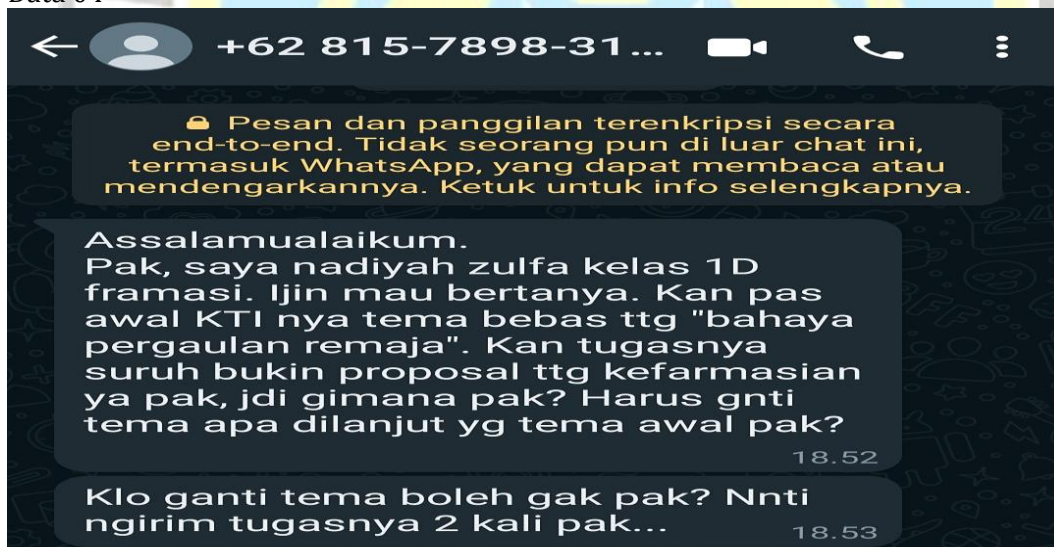 +62 815-7898-31...
Pesan dan panggilan terenkripsi secara
end-to-end. Tidak seorang pun di luar chat ini,
termasuk WhatsApp, yang dapat membaca atau
mendengarkannya. Ketuk untuk info selengkapnya.
Assalamualaikum.
Pak, saya nadiyah zulfa kelas 1D
framasi. Ijin mau bertanya. Kan pas
awal KTI nya tema bebas ttg "bahaya
pergaulan remaja". Kan tugasnya
suruh bukin proposal ttg kefarmasian
ya pak, jdi gimana pak? Harus gnti
tema apa dilanjut yg tema awal pak?
18.52
Klo ganti tema boleh gak pak? Nnti
ngirim tugasnya 2 kali pak...
18.53